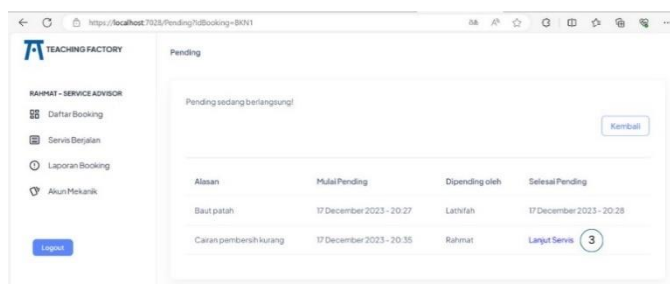 https://localhost:7028/Pending?idBooking=BKN1
TEACHING FACTORY
Pending
RAHMAT - SERVICE ADVISOR
Daftar Booking
Servis Berjalan
Laporan Booking
Akun Mekanik
Logout
Pending sedang berlangsung!
Kembali
Alasan Mulai Pending Dipending oleh Selesai Pending
Baut patah 17 December 2023 - 20:27 Lathifah 17 December 2023 - 20:28
Cairan pembersih kurang 17 December 2023 - 20:35 Rahmat Lanjut Servis 3